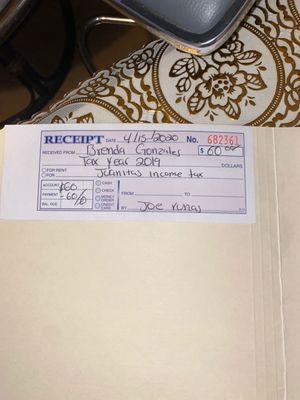 RECEIPT DATE 4/15/2020 No. 682361
RECEIVED FROM Brenda Gonzales $ 60 00
Tax year 2019 DOLLARS
FOR RENT
FOR Juanitas income tax
ACCOUNT 60 CASH
PAYMENT -60 CHECK FROM TO
BAL. DUE 0 MONEY ORDER
CREDIT CARD BY Joe